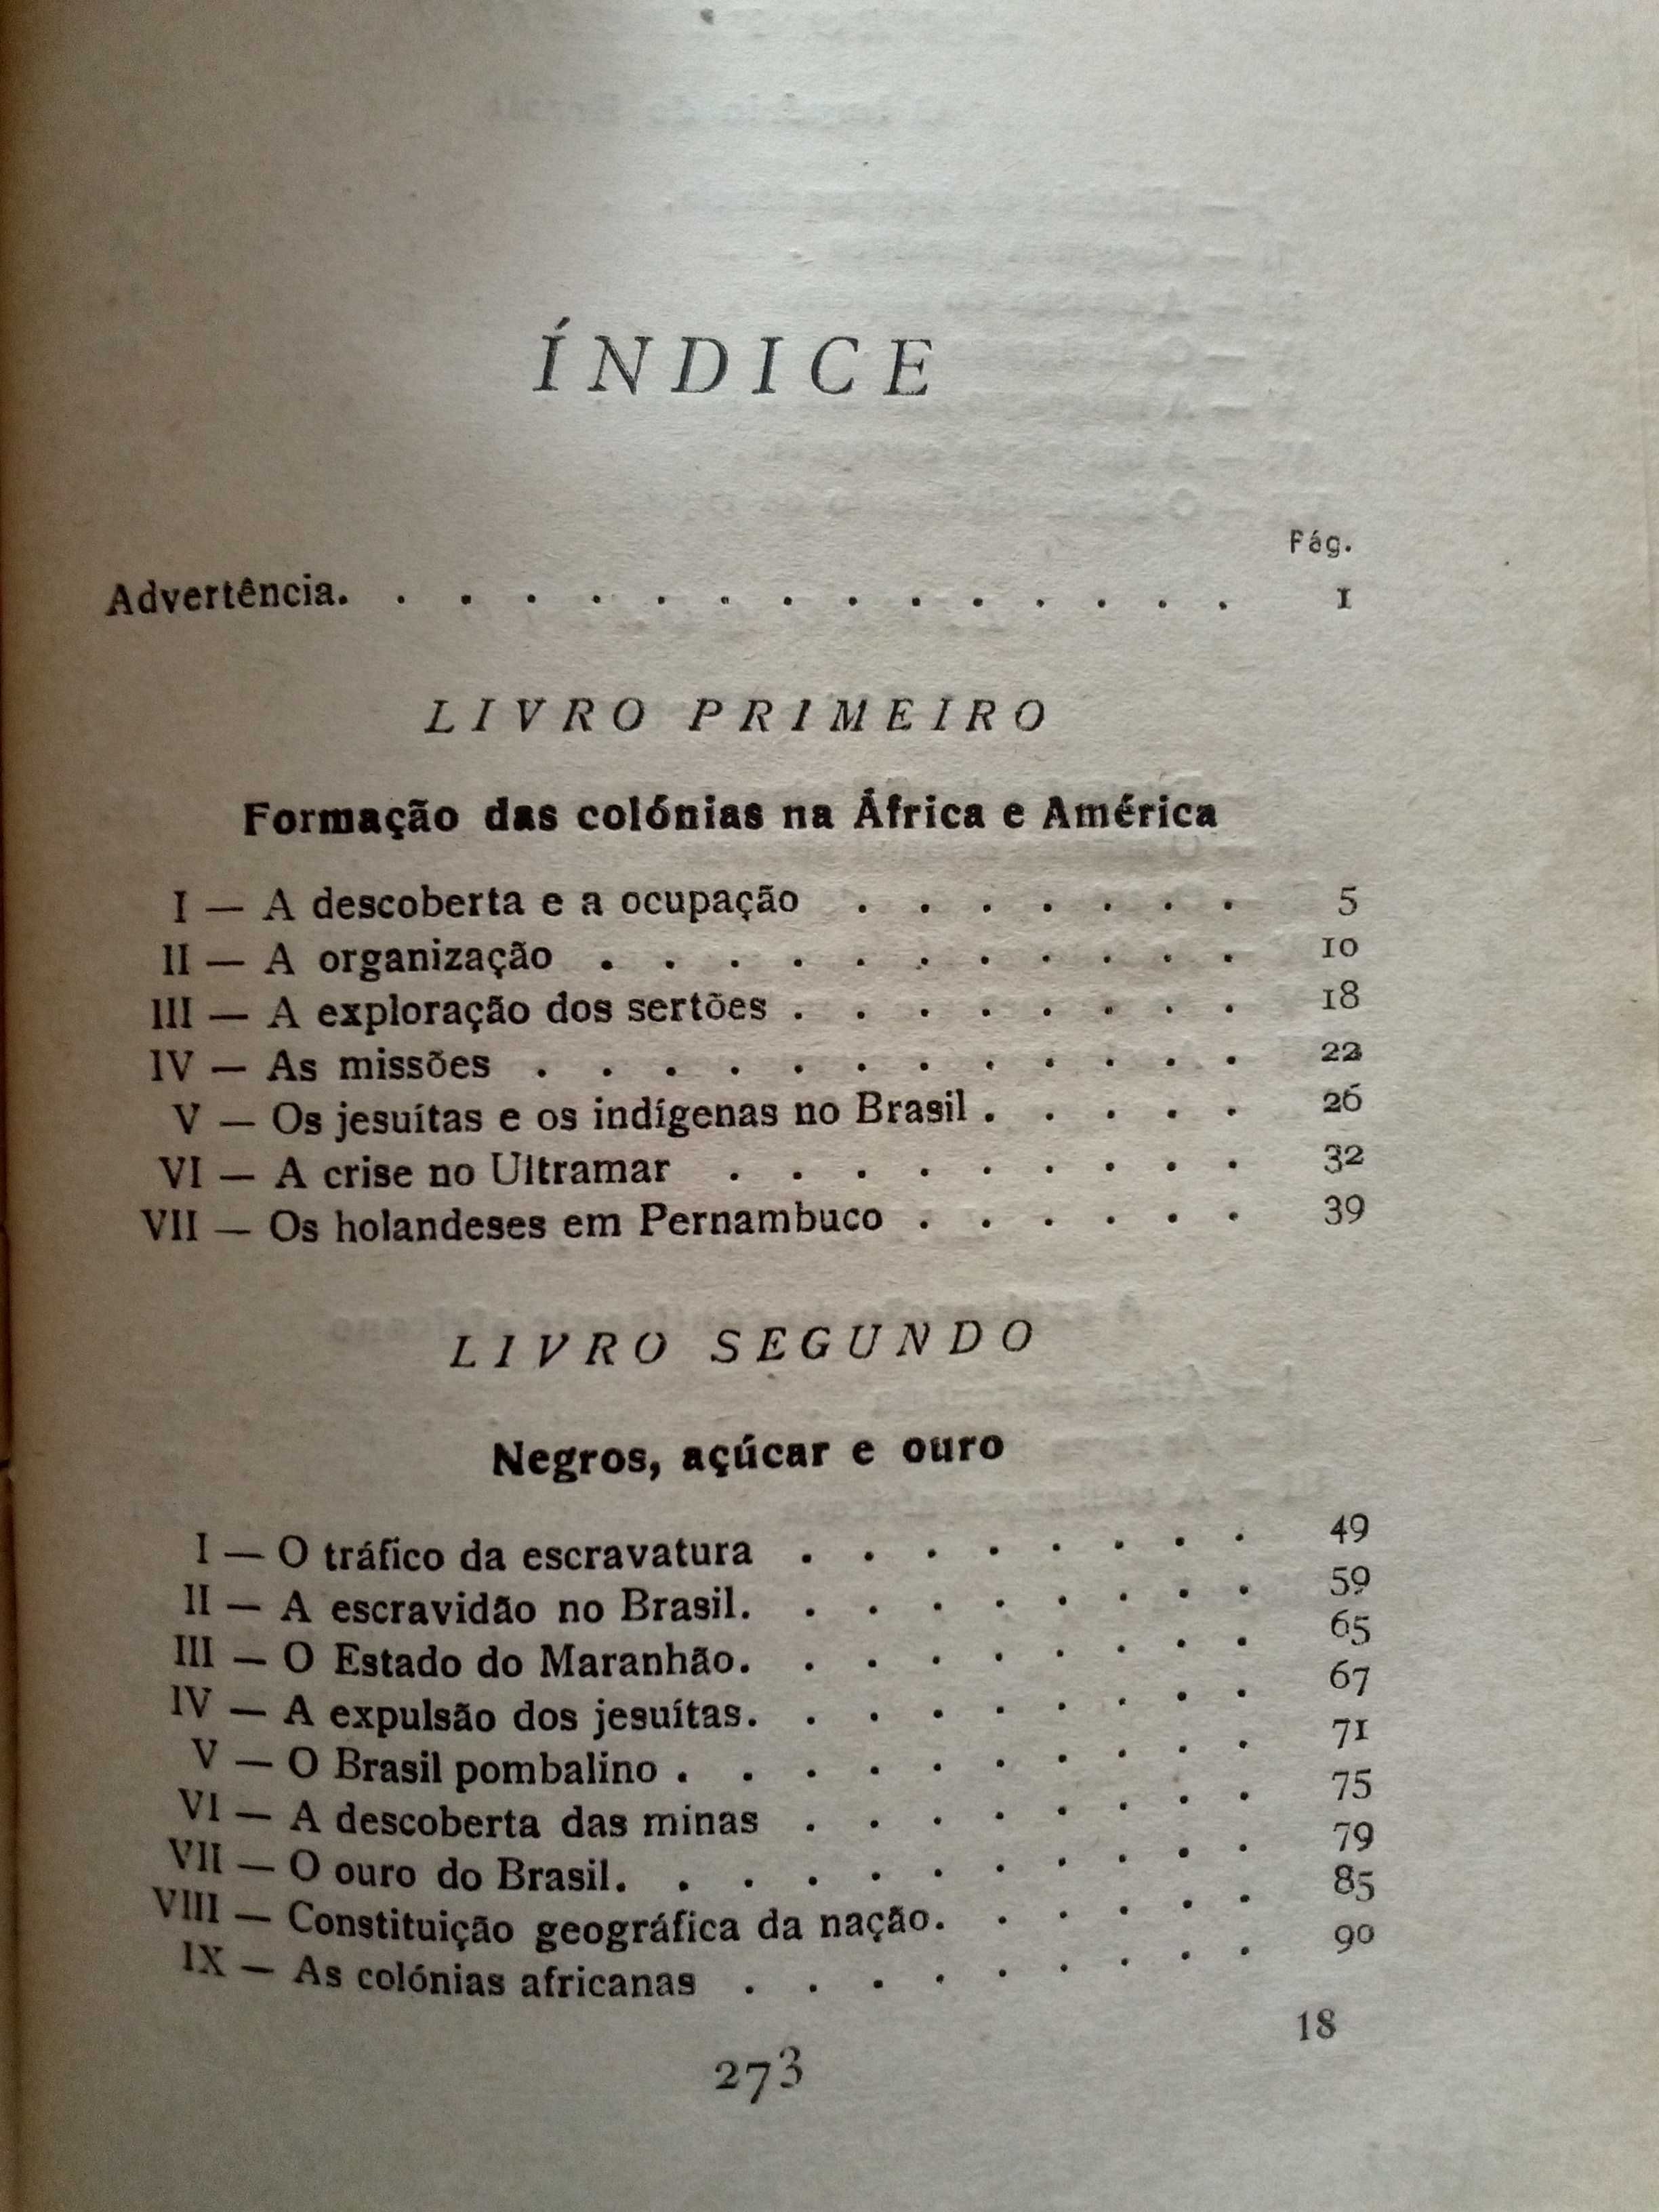 ÍNDICE
Pág.
Advertência. . . . . . . . . . . . . . . 1
LIVRO PRIMEIRO
Formação das colónias na África e América
I — A descoberta e a ocupação . . . . . . . 5
II — A organização . . . . . . . . . . . 10
III — A exploração dos sertões . . . . . . . . 18
IV — As missões . . . . . . . . . . . . 22
V — Os jesuítas e os indígenas no Brasil . . . . . 26
VI — A crise no Ultramar . . . . . . . . . 32
VII — Os holandeses em Pernambuco . . . . . . 39
LIVRO SEGUNDO
Negros, açúcar e ouro
I — O tráfico da escravatura . . . . . . . . 49
II — A escravidão no Brasil. . . . . . . . . 59
III — O Estado do Maranhão. . . . . . . . . 65
IV — A expulsão dos jesuítas. . . . . . . . . 67
V — O Brasil pombalino . . . . . . . . . . 71
VI — A descoberta das minas . . . . . . . . 75
VII — O ouro do Brasil. . . . . . . . . . . 79
VIII — Constituição geográfica da nação. . . . . . 85
IX — As colónias africanas . . . . . . . . . 90
18
273